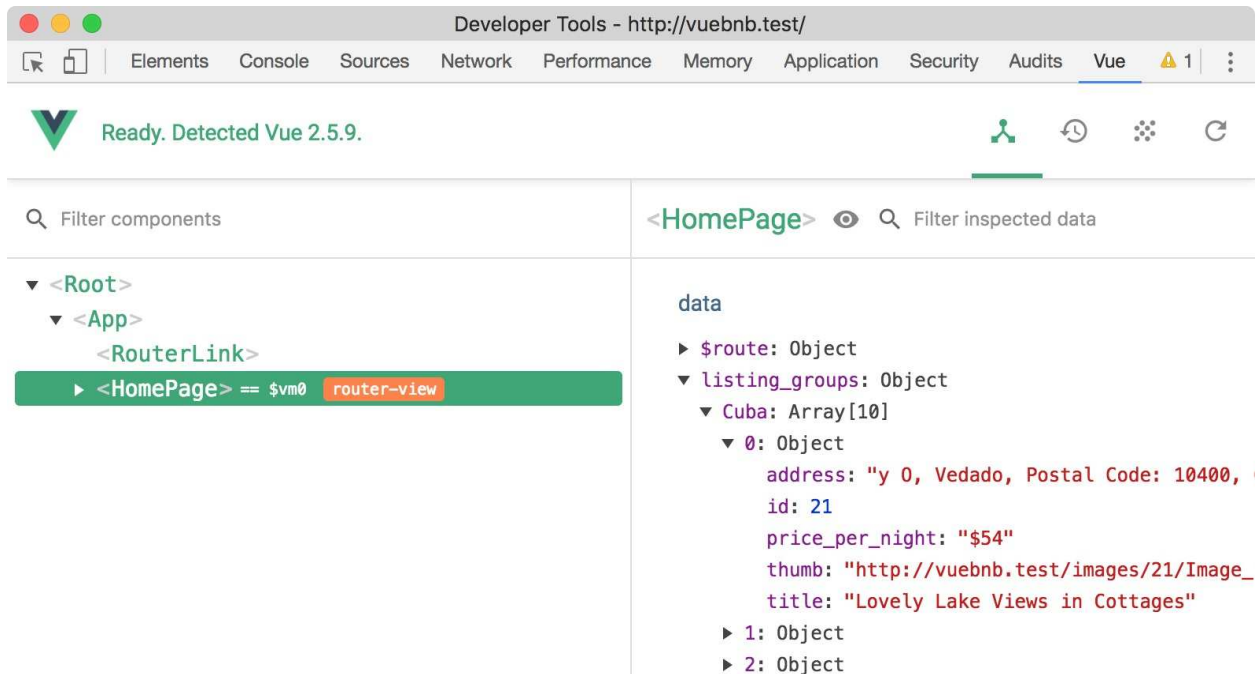 Developer Tools - http://vuebnb.test/
Elements Console Sources Network Performance Memory Application Security Audits Vue 1
Ready. Detected Vue 2.5.9.
Filter components
<HomePage> Filter inspected data
<Root>
<App>
<RouterLink>
<HomePage> == $vm0 router-view
data
$route: Object
listing_groups: Object
Cuba: Array[10]
0: Object
address: "y O, Vedado, Postal Code: 10400,
id: 21
price_per_night: "$54"
thumb: "http://vuebnb.test/images/21/Image_
title: "Lovely Lake Views in Cottages"
1: Object
2: Object